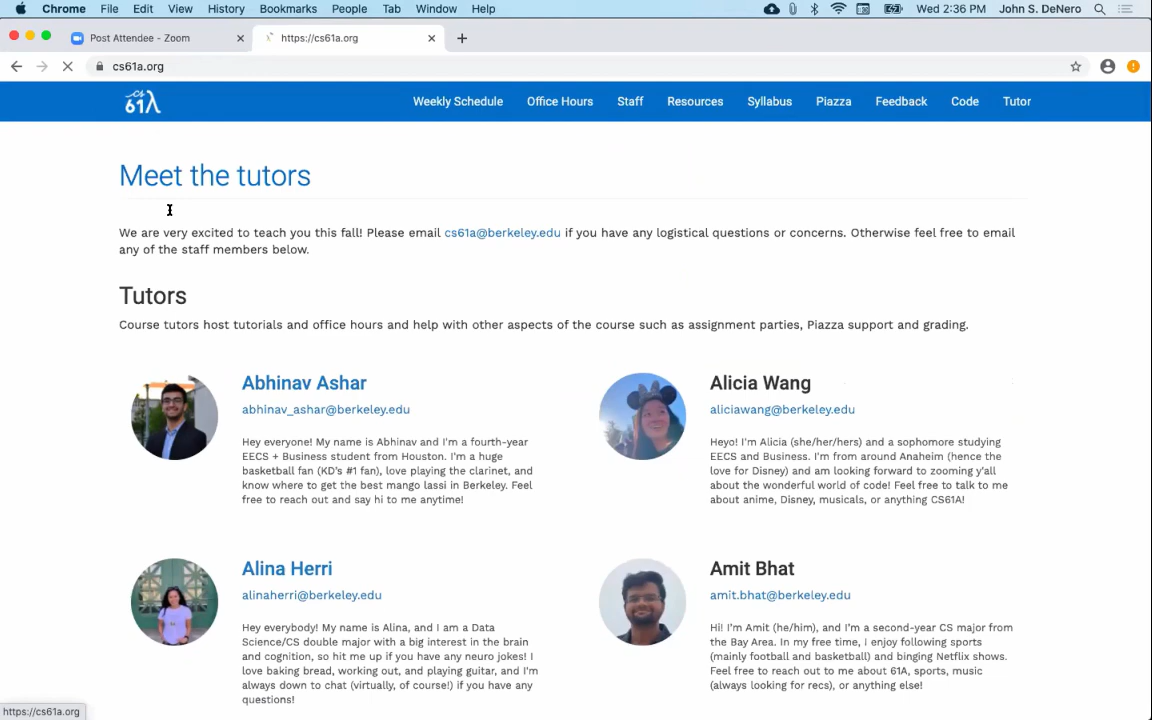 Chrome File Edit View History Bookmarks People Tab Window Help Wed 2:36 PM John S. DeNero
Post Attendee - Zoom https://cs61a.org
cs61a.org
CS 61A Weekly Schedule Office Hours Staff Resources Syllabus Piazza Feedback Code Tutor
Meet the tutors
We are very excited to teach you this fall! Please email cs61a@berkeley.edu if you have any logistical questions or concerns. Otherwise feel free to email
any of the staff members below.
Tutors
Course tutors host tutorials and office hours and help with other aspects of the course such as assignment parties, Piazza support and grading.
Abhinav Ashar
abhinav_ashar@berkeley.edu
Hey everyone! My name is Abhinav and I'm a fourth-year
EECS + Business student from Houston. I'm a huge
basketball fan (KD's #1 fan), love playing the clarinet, and
know where to get the best mango lassi in Berkeley. Feel
free to reach out and say hi to me anytime!
Alicia Wang
aliciawang@berkeley.edu
Heyo! I'm Alicia (she/her/hers) and a sophomore studying
EECS and Business. I'm from around Anaheim (hence the
love for Disney) and am looking forward to zooming y'all
about the wonderful world of code! Feel free to talk to me
about anime, Disney, musicals, or anything CS61A!
Alina Herri
alinaherri@berkeley.edu
Hey everybody! My name is Alina, and I am a Data
Science/CS double major with a big interest in the brain
and cognition, so hit me up if you have any neuro jokes! I
love baking bread, working out, and playing guitar, and I'm
always down to chat (virtually, of course!) if you have any
questions!
Amit Bhat
amit.bhat@berkeley.edu
Hi! I'm Amit (he/him), and I'm a second-year CS major from
the Bay Area. In my free time, I enjoy following sports
(mainly football and basketball) and binging Netflix shows.
Feel free to reach out to me about 61A, sports, music
(always looking for recs), or anything else!
https://cs61a.org